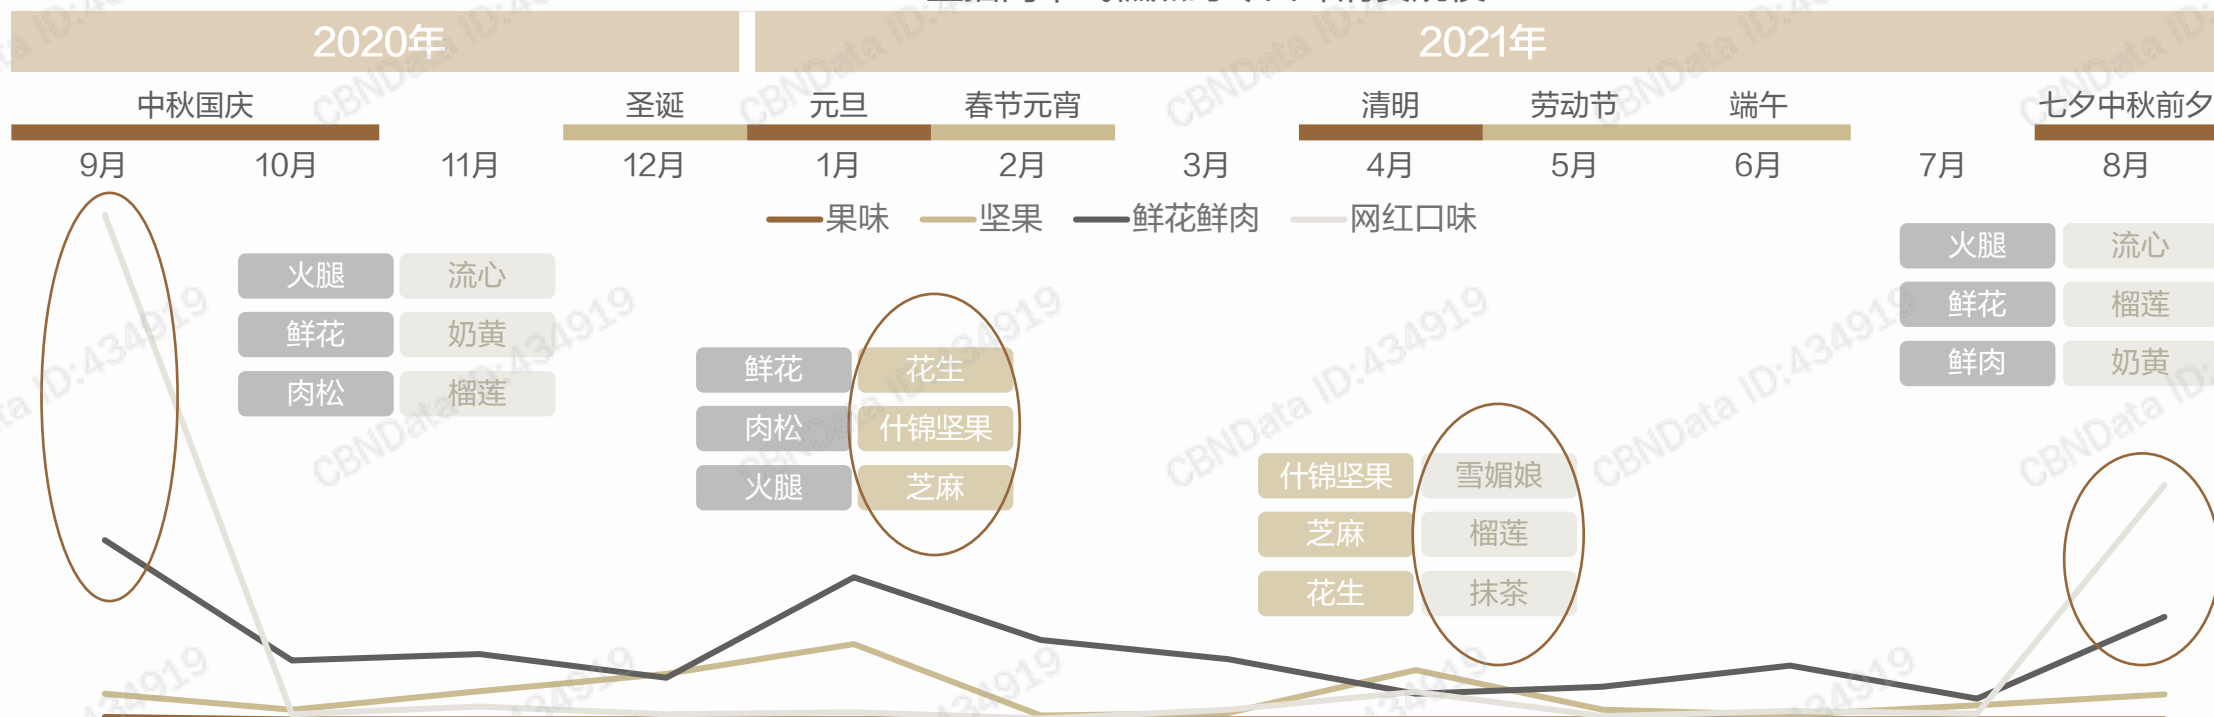 2020年 2021年
中秋国庆 圣诞 元旦 春节元宵 清明 劳动节 端午 七夕中秋前夕
9月 10月 11月 12月 1月 2月 3月 4月 5月 6月 7月 8月
果味 坚果 鲜花鲜肉 网红口味
火腿 流心
鲜花 奶黄
肉松 榴莲
鲜花 花生
肉松 什锦坚果
火腿 芝麻
什锦坚果 雪媚娘
芝麻 榴莲
花生 抹茶
火腿 流心
鲜花 榴莲
鲜肉 奶黄
CBNData ID:434919